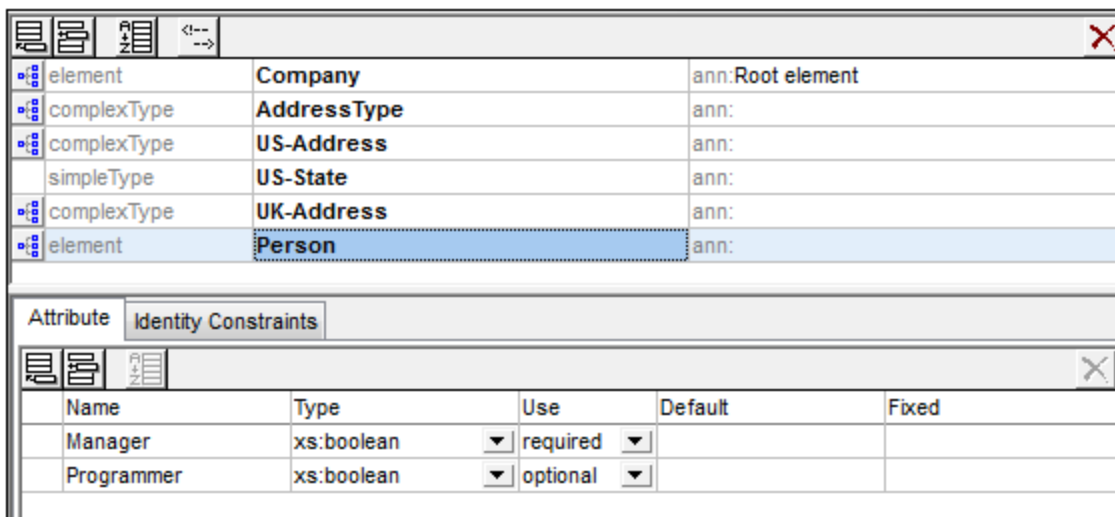 A Z <!-- -->
element Company ann:Root element
complexType AddressType ann:
complexType US-Address ann:
simpleType US-State ann:
complexType UK-Address ann:
element Person ann:
Attribute Identity Constraints
A Z
Name Type Use Default Fixed
Manager xs:boolean required
Programmer xs:boolean optional